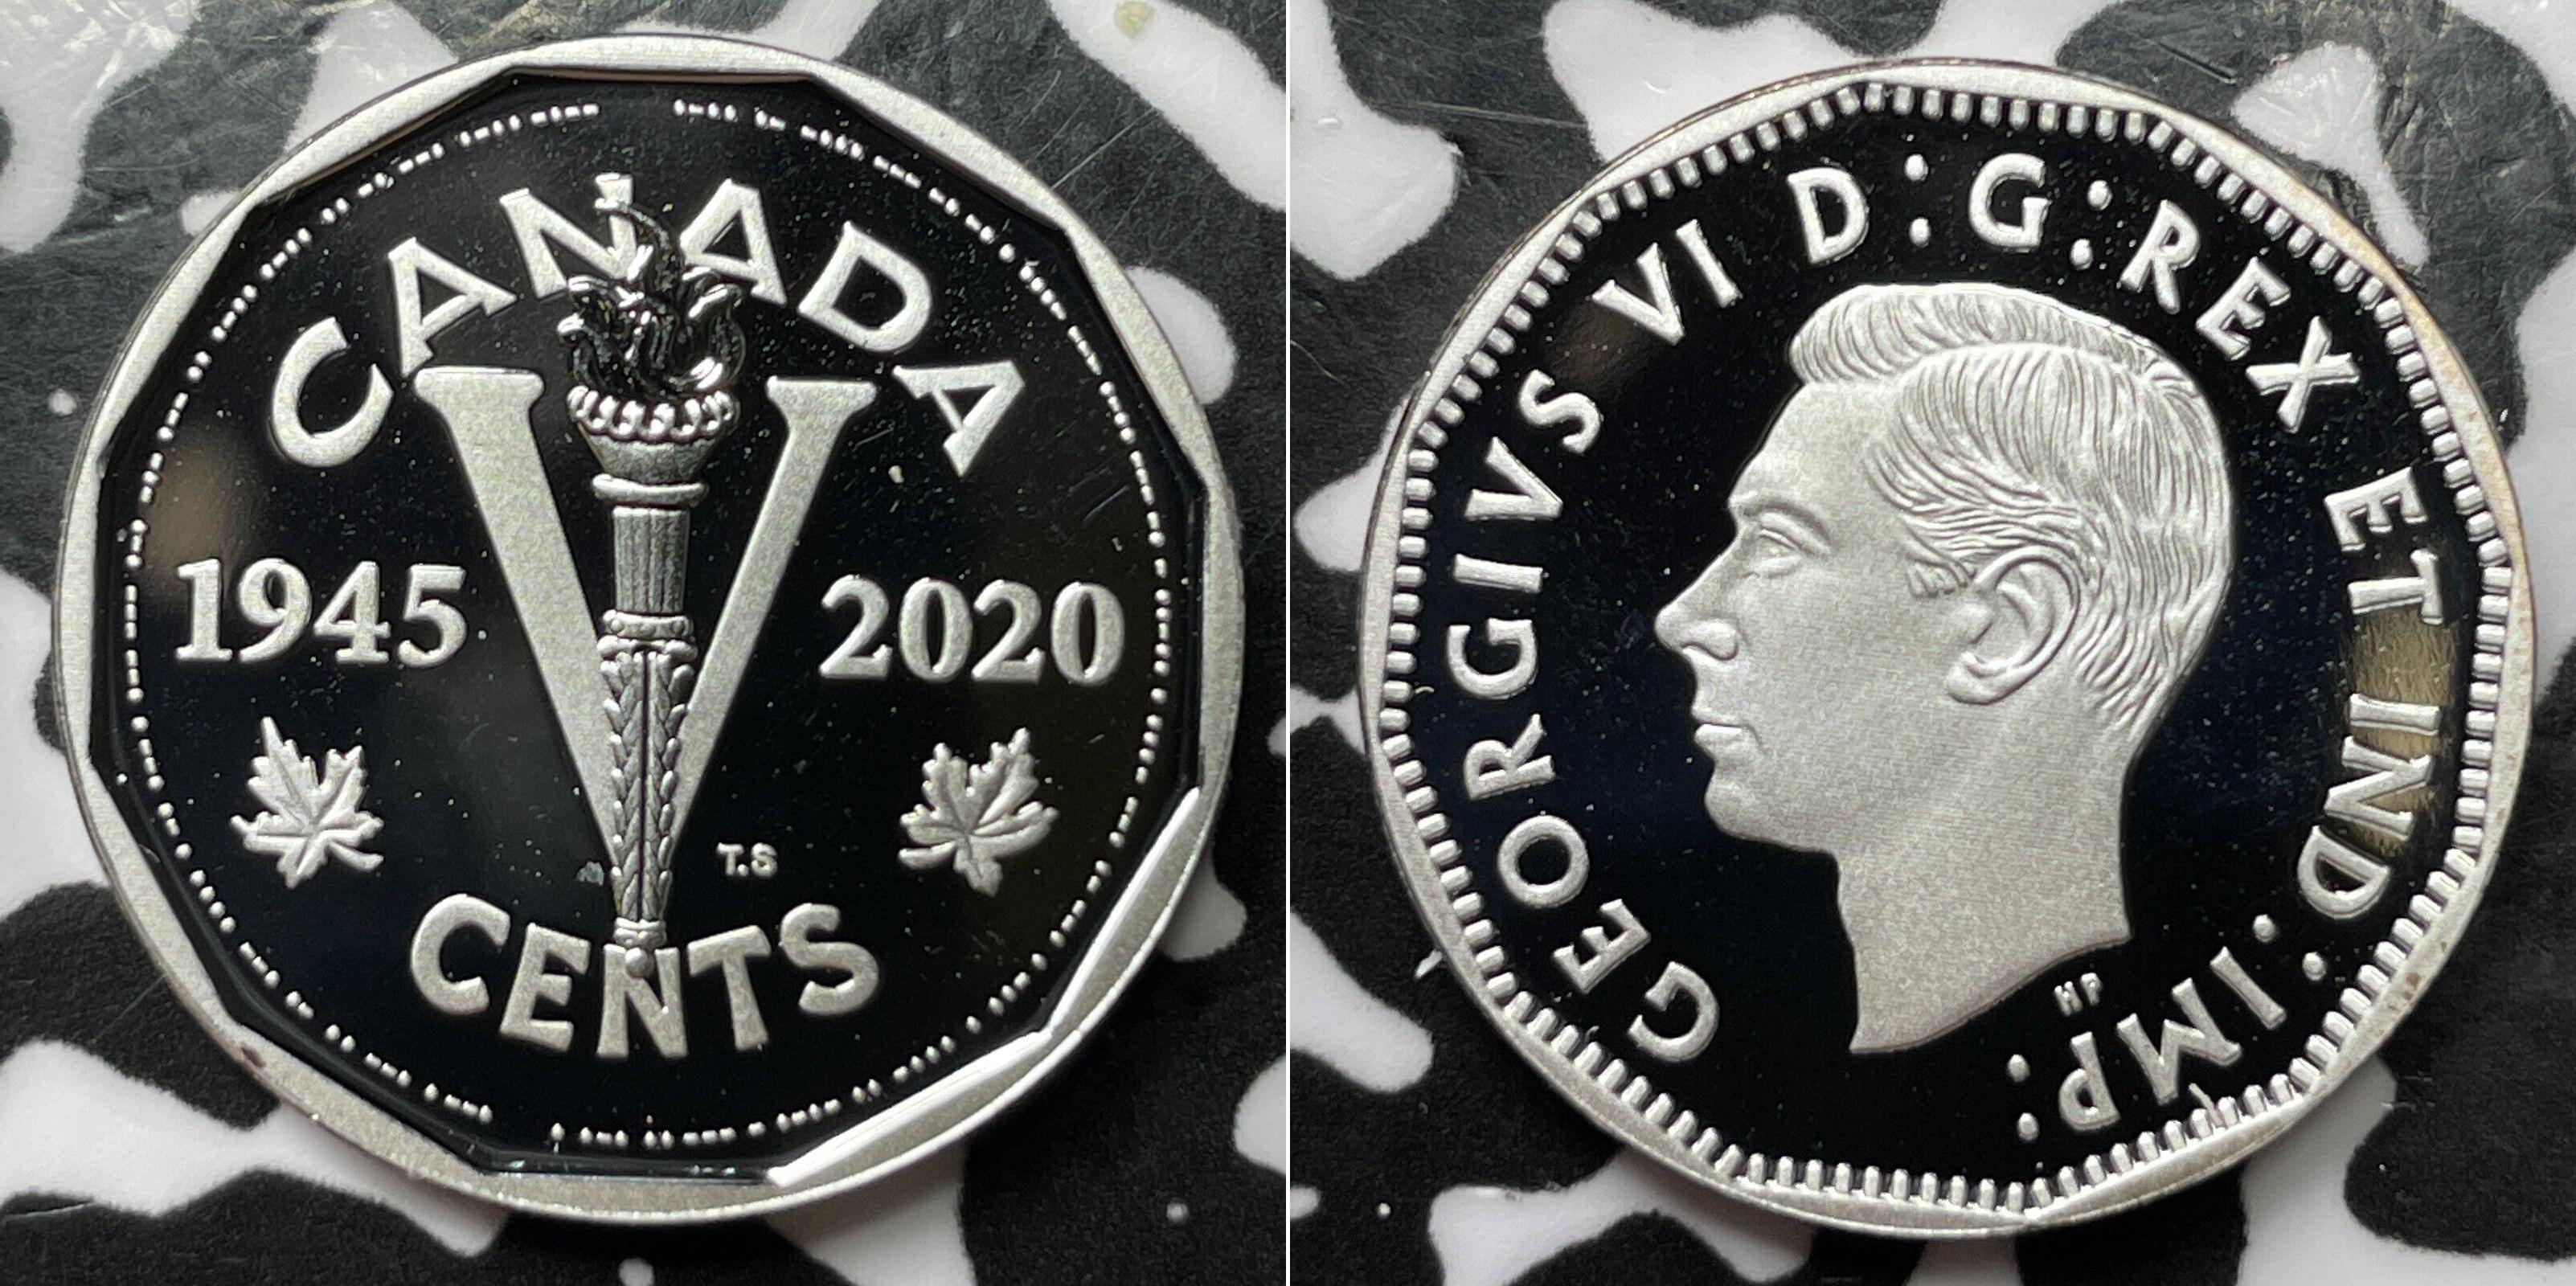 CANADA
V
1945 2020
T.S
CENTS
GEORGIVS VI D:G:REX ET IND:IMP:
HP